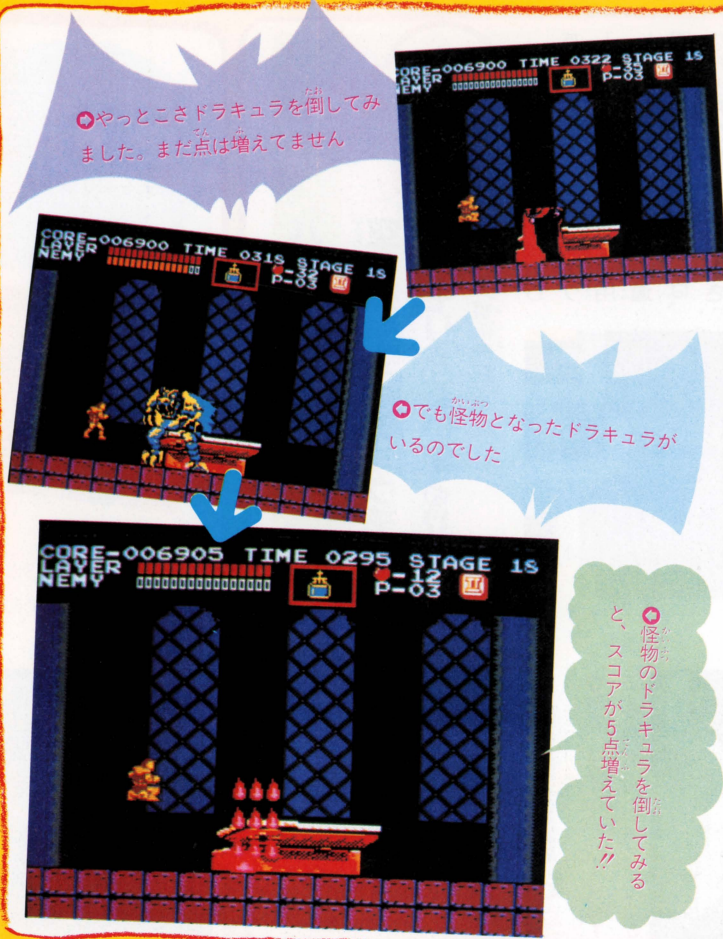 やっとこさドラキュラを倒してみ
ました。まだ点は増えてません
CORE-006900 TIME 0322 STAGE 18
LAYER
NEMY
P-03
CORE-006900 TIME 0318 STAGE 18
LAYER
NEMY
-32
P-03
でも怪物となったドラキュラが
いるのでした
CORE-006905 TIME 0295 STAGE 18
LAYER
NEMY
-12
P-03
怪物のドラキュラを倒してみる
と、スコアが5点増えていた!!